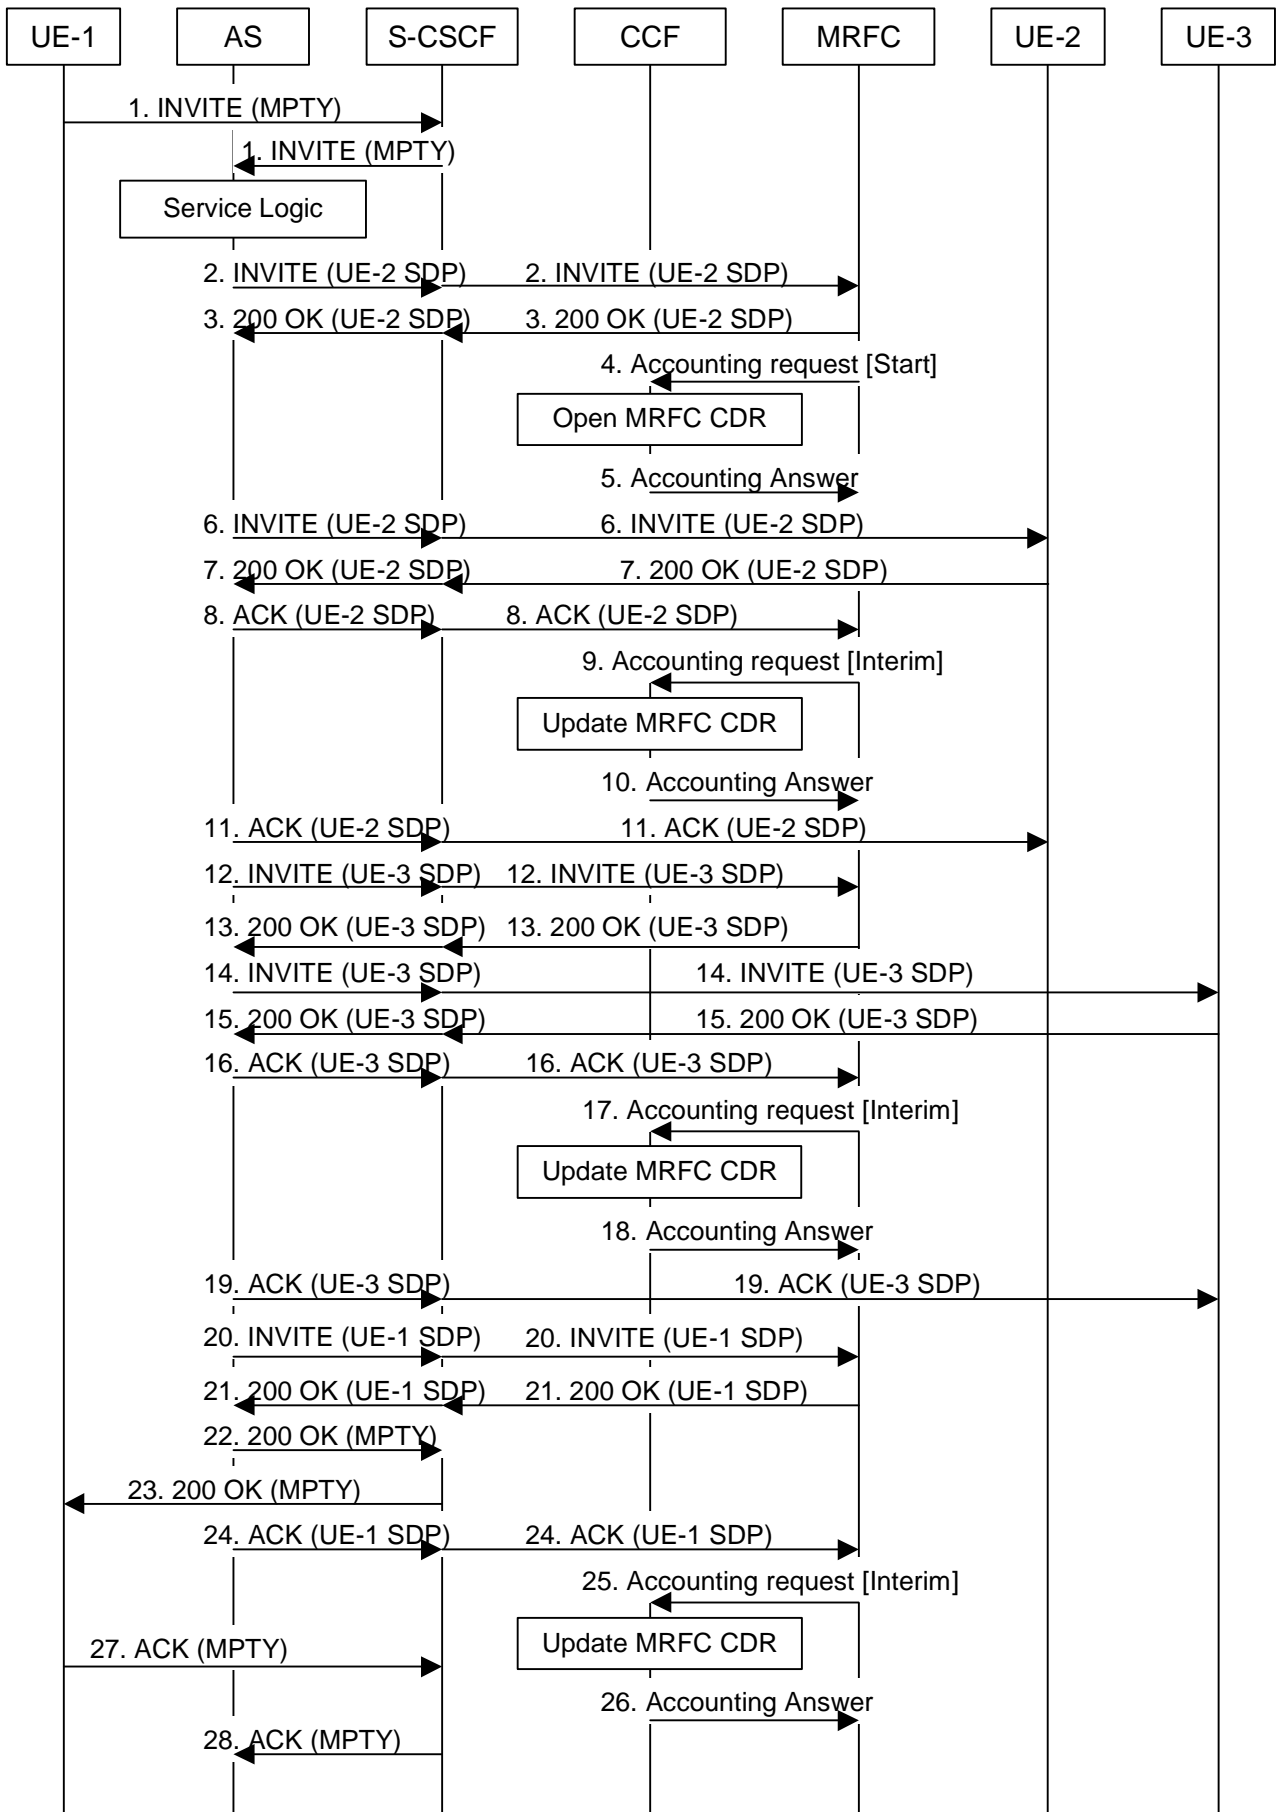 UE-1
AS
S-CSCF
CCF
MRFC
UE-2
UE-3
1. INVITE (MPTY)
1. INVITE (MPTY)
Service Logic
2. INVITE (UE-2 SDP)
2. INVITE (UE-2 SDP)
3. 200 OK (UE-2 SDP)
3. 200 OK (UE-2 SDP)
4. Accounting request [Start]
Open MRFC CDR
5. Accounting Answer
6. INVITE (UE-2 SDP)
6. INVITE (UE-2 SDP)
7. 200 OK (UE-2 SDP)
7. 200 OK (UE-2 SDP)
8. ACK (UE-2 SDP)
8. ACK (UE-2 SDP)
9. Accounting request [Interim]
Update MRFC CDR
10. Accounting Answer
11. ACK (UE-2 SDP)
11. ACK (UE-2 SDP)
12. INVITE (UE-3 SDP)
12. INVITE (UE-3 SDP)
13. 200 OK (UE-3 SDP)
13. 200 OK (UE-3 SDP)
14. INVITE (UE-3 SDP)
14. INVITE (UE-3 SDP)
15. 200 OK (UE-3 SDP)
15. 200 OK (UE-3 SDP)
16. ACK (UE-3 SDP)
16. ACK (UE-3 SDP)
17. Accounting request [Interim]
Update MRFC CDR
18. Accounting Answer
19. ACK (UE-3 SDP)
19. ACK (UE-3 SDP)
20. INVITE (UE-1 SDP)
20. INVITE (UE-1 SDP)
21. 200 OK (UE-1 SDP)
21. 200 OK (UE-1 SDP)
22. 200 OK (MPTY)
23. 200 OK (MPTY)
24. ACK (UE-1 SDP)
24. ACK (UE-1 SDP)
25. Accounting request [Interim]
Update MRFC CDR
27. ACK (MPTY)
26. Accounting Answer
28. ACK (MPTY)